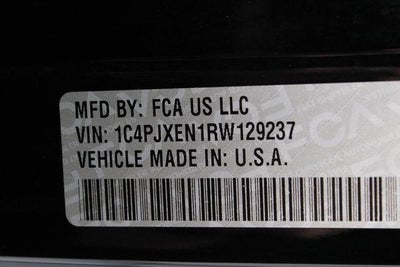 MFD BY: FCA US LLC
VIN: 1C4PJXEN1RW129237
VEHICLE MADE IN: U.S.A.